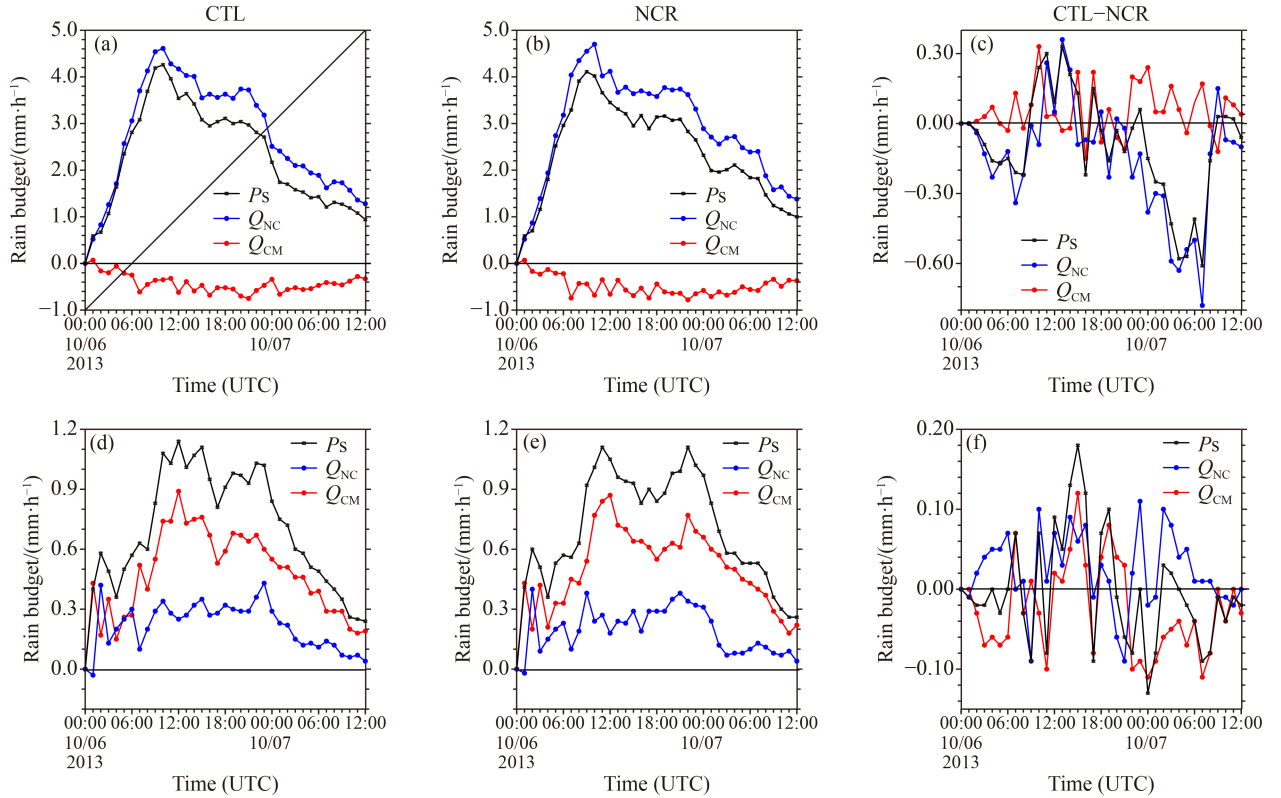 CTL
NCR
CTL−NCR
(a)
5.0
4.0
3.0
2.0
1.0
0.0
−1.0
Rain budget/(mm·h⁻¹)
PS
QNC
QCM
00:00 06:00 12:00 18:00 00:00 06:00 12:00
10/06 10/07
2013
Time (UTC)
(b)
5.0
4.0
3.0
2.0
1.0
0.0
−1.0
Rain budget/(mm·h⁻¹)
PS
QNC
QCM
00:00 06:00 12:00 18:00 00:00 06:00 12:00
10/06 10/07
2013
Time (UTC)
(c)
0.30
0.00
−0.30
−0.60
Rain budget/(mm·h⁻¹)
PS
QNC
QCM
00:00 06:00 12:00 18:00 00:00 06:00 12:00
10/06 10/07
2013
Time (UTC)
(d)
1.2
0.9
0.6
0.3
0.0
Rain budget/(mm·h⁻¹)
PS
QNC
QCM
00:00 06:00 12:00 18:00 00:00 06:00 12:00
10/06 10/07
2013
Time (UTC)
(e)
1.2
0.9
0.6
0.3
0.0
Rain budget/(mm·h⁻¹)
PS
QNC
QCM
00:00 06:00 12:00 18:00 00:00 06:00 12:00
10/06 10/07
2013
Time (UTC)
(f)
0.20
0.10
0.00
−0.10
Rain budget/(mm·h⁻¹)
PS
QNC
QCM
00:00 06:00 12:00 18:00 00:00 06:00 12:00
10/06 10/07
2013
Time (UTC)